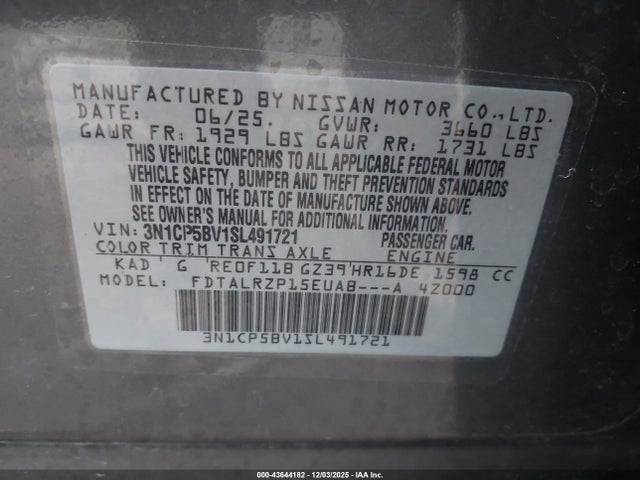 MANUFACTURED BY NISSAN MOTOR CO.,LTD.
DATE: 06/25. GVWR: 3660 LBS
GAWR FR: 1929 LBS GAWR RR: 1731 LBS
THIS VEHICLE CONFORMS TO ALL APPLICABLE FEDERAL MOTOR
VEHICLE SAFETY, BUMPER AND THEFT PREVENTION STANDARDS
IN EFFECT ON THE DATE OF MANUFACTURE SHOWN ABOVE.
SEE OWNER'S MANUAL FOR ADDITIONAL INFORMATION.
VIN: 3N1CP5BV1SL491721 PASSENGER CAR.
COLOR TRIM TRANS AXLE ENGINE
KAD G RE0F11B GZ39 HR16DE 1598 CC
MODEL: FDTALRZP15EUAB---A 4Z000
3N1CP5BV1SL491721
000-43644182 - 12/03/2025 - IAA Inc.